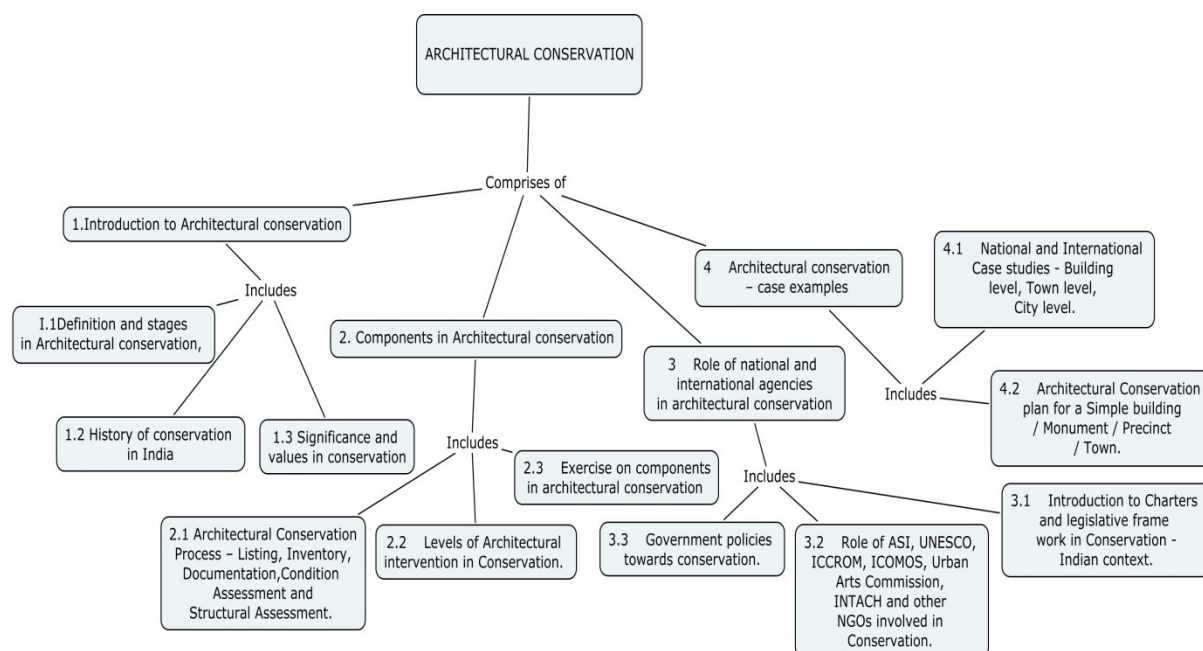 ARCHITECTURAL CONSERVATION
Comprises of
1.Introduction to Architectural conservation
Includes
I.1Definition and stages
in Architectural conservation,
1.2 History of conservation
in India
1.3 Significance and
values in conservation
2. Components in Architectural conservation
Includes
2.1 Architectural Conservation
Process – Listing, Inventory,
Documentation,Condition
Assessment and
Structural Assessment.
2.2 Levels of Architectural
intervention in Conservation.
2.3 Exercise on components
in architectural conservation
3 Role of national and
international agencies
in architectural conservation
Includes
3.3 Government policies
towards conservation.
3.2 Role of ASI, UNESCO,
ICCROM, ICOMOS, Urban
Arts Commission,
INTACH and other
NGOs involved in
Conservation.
3.1 Introduction to Charters
and legislative frame
work in Conservation -
Indian context.
4 Architectural conservation
– case examples
Includes
4.1 National and International
Case studies - Building
level, Town level,
City level.
4.2 Architectural Conservation
plan for a Simple building
/ Monument / Precinct
/ Town.